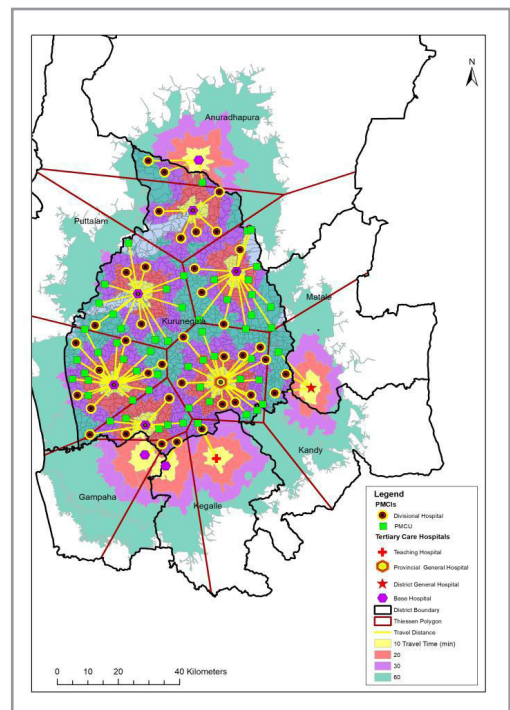 N
Anuradhapura
Puttalam
Matale
Kurunegala
Kandy
Gampaha
Kegalle
Legend
PMCIs
Divisional Hospital
PMCU
Tertiary Care Hospitals
Teaching Hospital
Provincial General Hospital
District General Hospital
Base Hospital
District Boundary
Thiessen Polygon
Travel Distance
10 Travel Time (min)
20
30
60
0 10 20 40 Kilometers